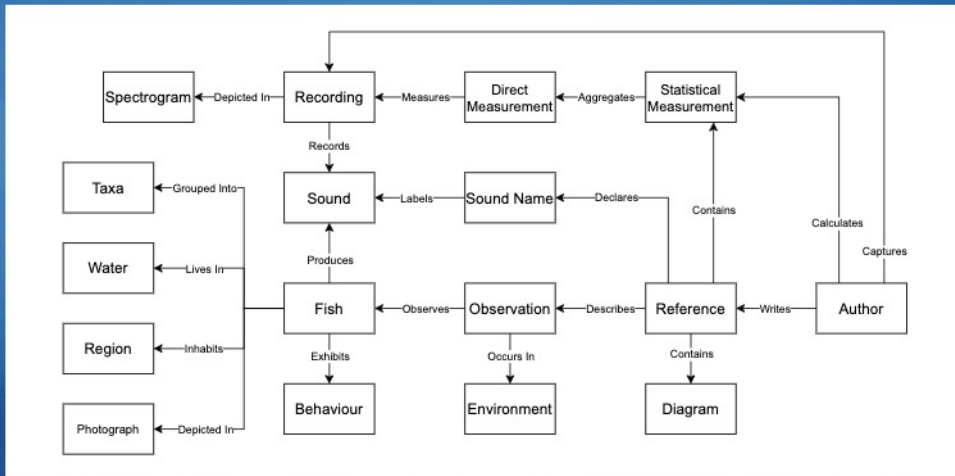 Spectrogram
Depicted In
Recording
Measures
Direct
Measurement
Aggregates
Statistical
Measurement
Records
Taxa
Grouped Into
Sound
Labels
Sound Name
Declares
Contains
Calculates
Captures
Water
Lives In
Produces
Fish
Observes
Observation
Describes
Reference
Writes
Author
Region
Inhabits
Exhibits
Occurs In
Contains
Photograph
Depicted In
Behaviour
Environment
Diagram